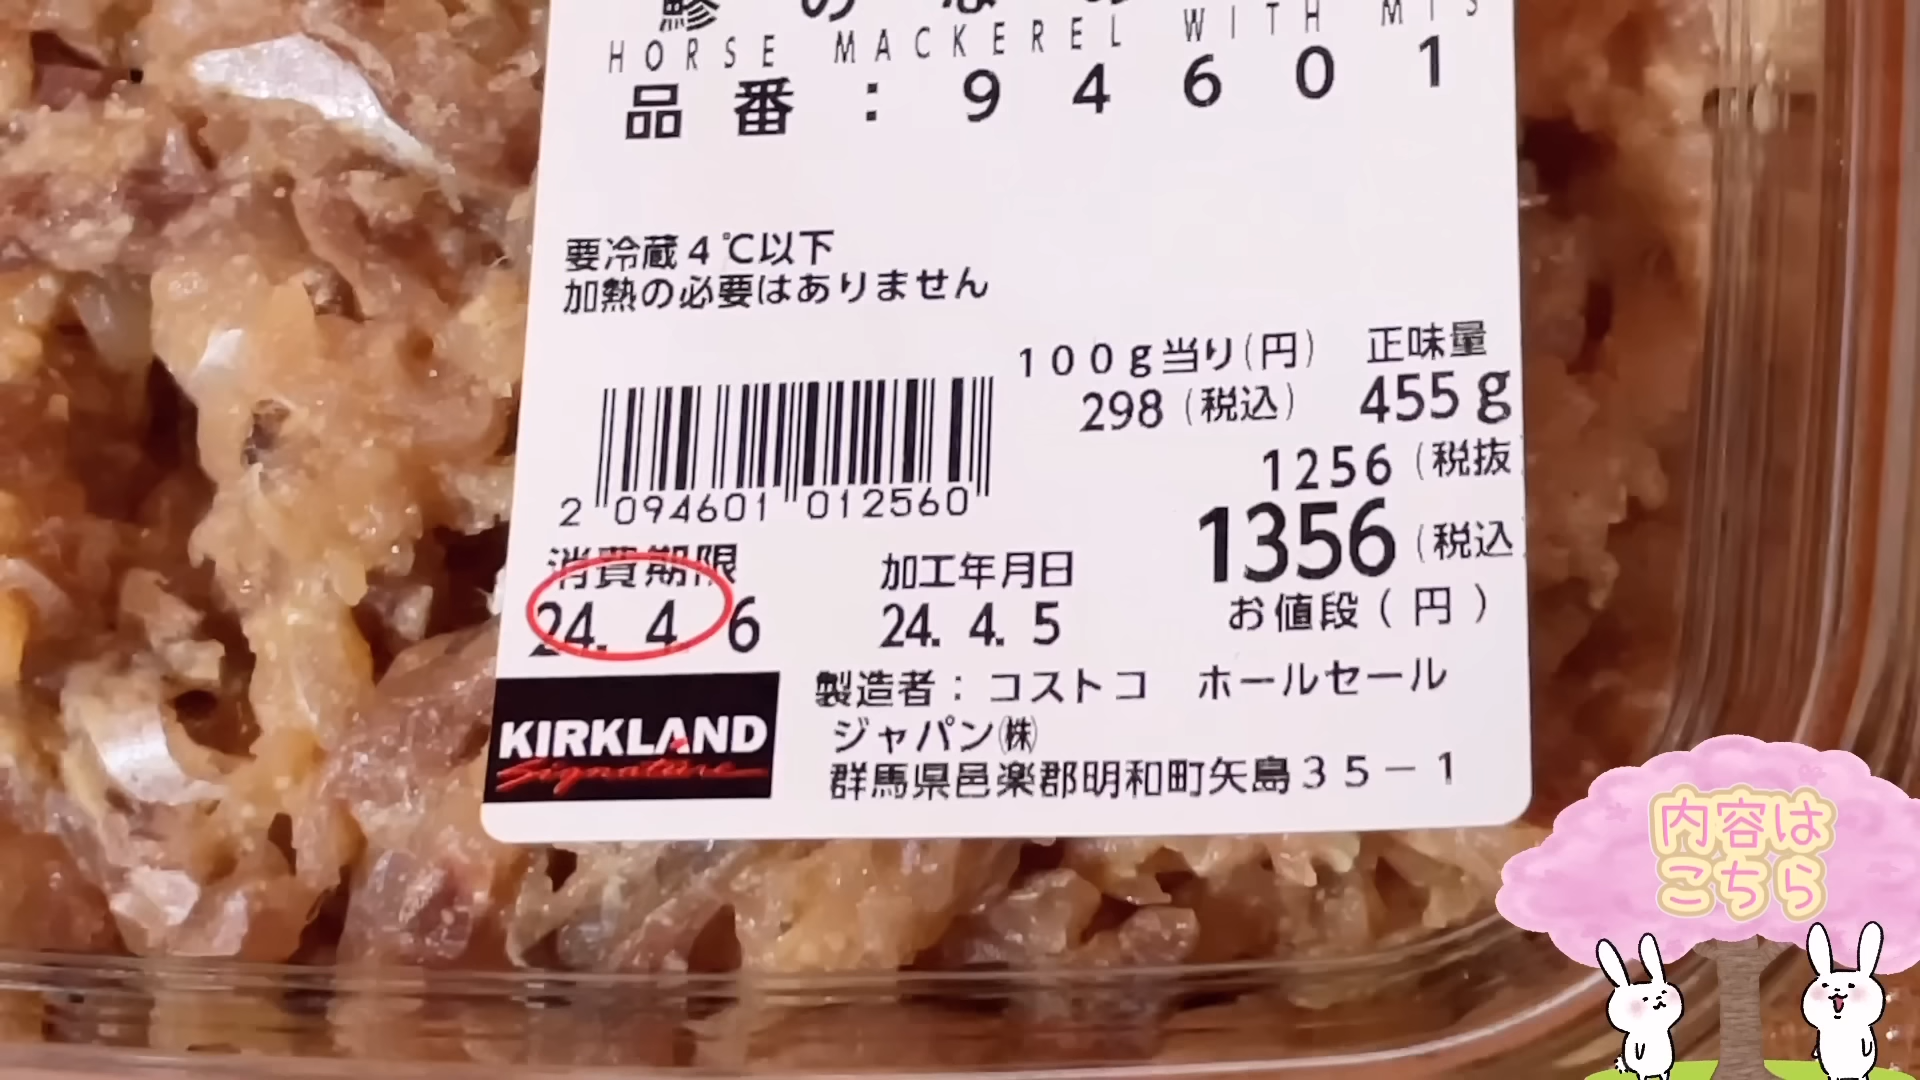 HORSE MACKEREL WITH MIS
品番:94601
要冷蔵4℃以下
加熱の必要はありません
100g当り(円) 正味量
298(税込) 455g
1256(税抜
1356(税込
お値段(円)
2 094601 012560
消費期限 加工年月日
24. 4. 6 24. 4. 5
KIRKLAND
Signature
製造者:コストコ ホールセール
ジャパン㈱
群馬県邑楽郡明和町矢島35-1
内容は
こちら